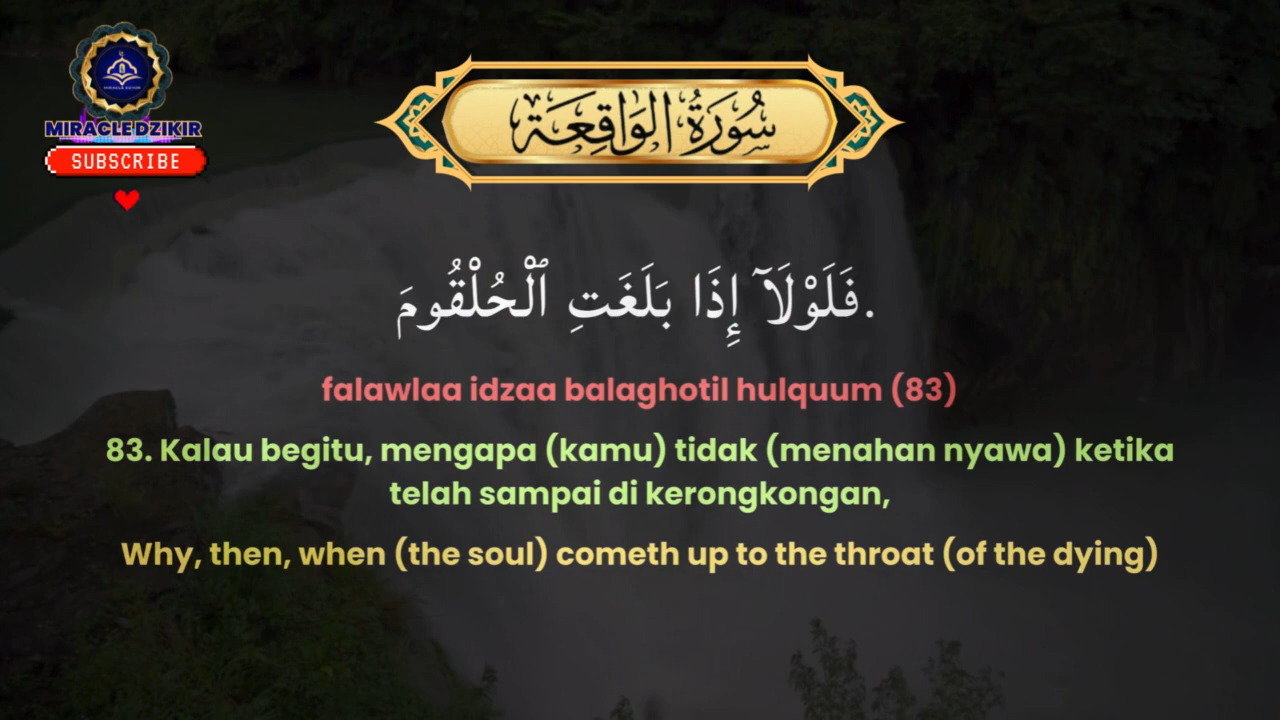 MIRACLE DZIKIR
MIRACLE DZIKIR
SUBSCRIBE
سُورَةُ الوَاقِعَة
فَلَوْلَآ إِذَا بَلَغَتِ ٱلْحُلْقُومَ.
falawlaa idzaa balaghotil hulquum (83)
83. Kalau begitu, mengapa (kamu) tidak (menahan nyawa) ketika
telah sampai di kerongkongan,
Why, then, when (the soul) cometh up to the throat (of the dying)